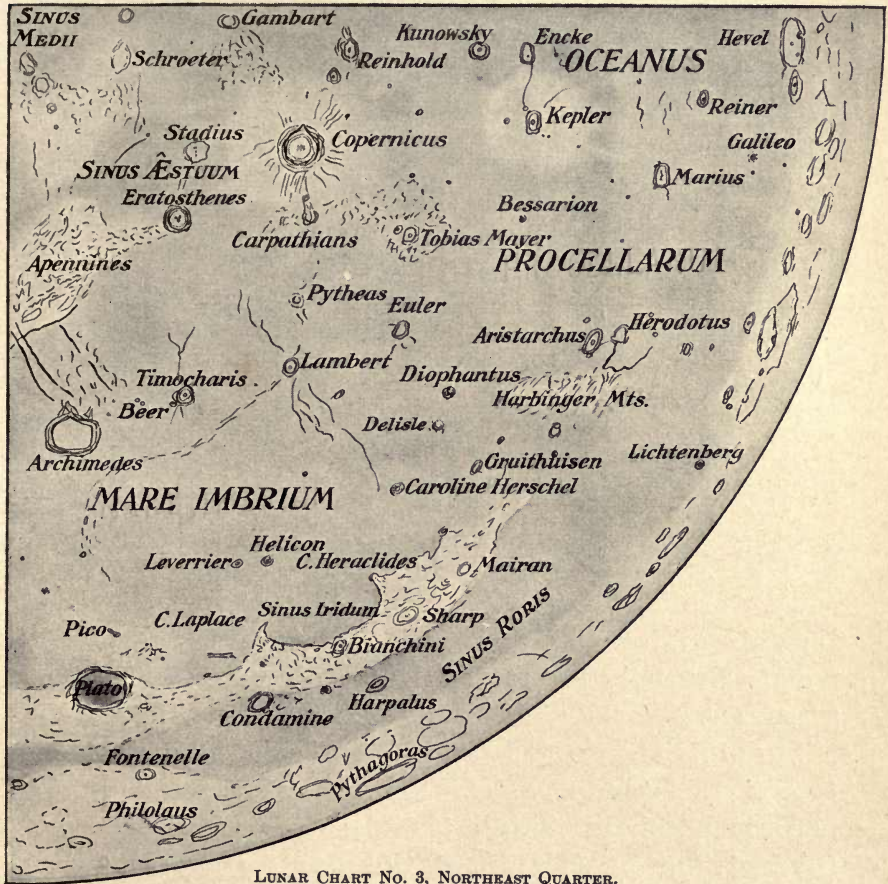 SINUS
MEDII
Gambart
Schroeter
Kunowsky
Reinhold
Encke
OCEANUS
Hevel
Kepler
Reiner
Stadius
Copernicus
Galileo
SINUS ÆSTUUM
Marius
Eratosthenes
Bessarion
Carpathians
Tobias Mayer
Apennines
PROCELLARUM
Pytheas
Euler
Aristarchus
Hêrodotus
Lambert
Timocharis
Diophantus
Harbinger Mts.
Beer
Delisle
Archimedes
Gruithuisen
Lichtenberg
MARE IMBRIUM
Caroline Herschel
Helicon
Leverrier
C. Heraclides
Mairan
Sinus Iridum
C. Laplace
Sharp
Pico
Bianchini
SINUS RORIS
Plato
Harpalus
Condamine
Fontenelle
Pythagoras
Philolaus
LUNAR CHART NO. 3, NORTHEAST QUARTER.